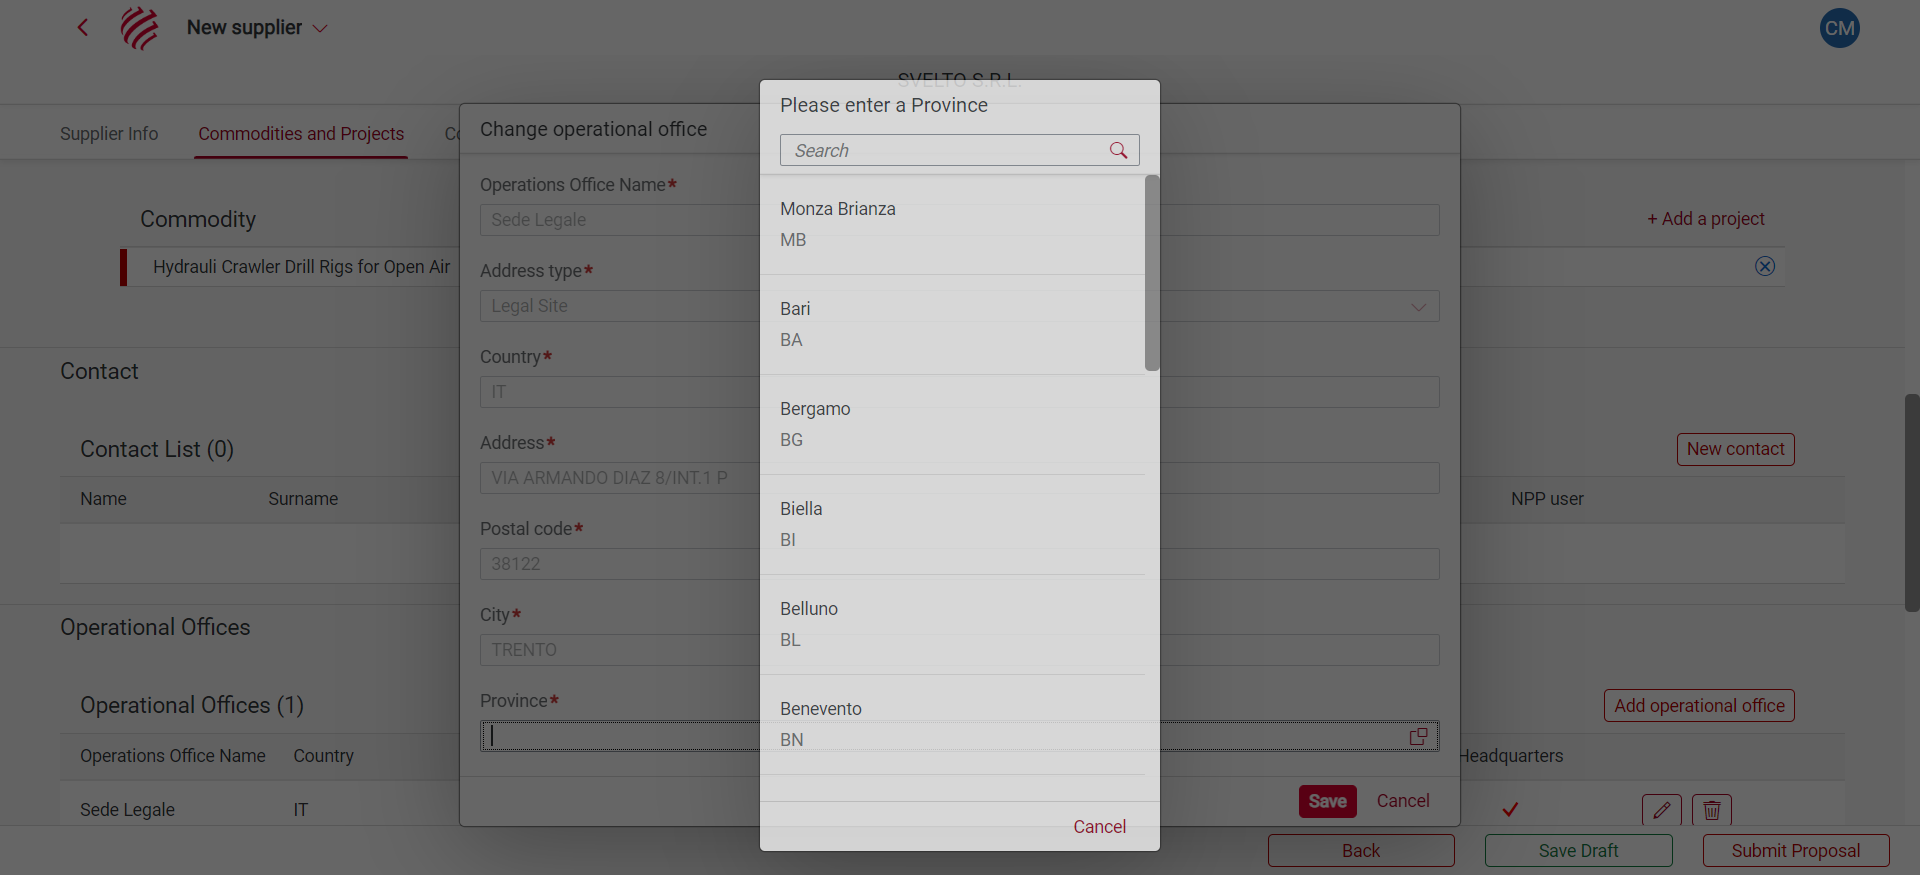 New supplier
CM
SVELTO S.R.L.
Supplier Info
Commodities and Projects
Commodity
+ Add a project
Hydrauli Crawler Drill Rigs for Open Air
Contact
Contact List (0)
New contact
Name
Surname
NPP user
Operational Offices
Operational Offices (1)
Add operational office
Operations Office Name
Country
Headquarters
Sede Legale
IT
Back
Save Draft
Submit Proposal
Change operational office
Operations Office Name*
Sede Legale
Address type*
Legal Site
Country*
IT
Address*
VIA ARMANDO DIAZ 8/INT.1 P
Postal code*
38122
City*
TRENTO
Province*
Save
Cancel
Please enter a Province
Search
Monza Brianza
MB
Bari
BA
Bergamo
BG
Biella
BI
Belluno
BL
Benevento
BN
Cancel